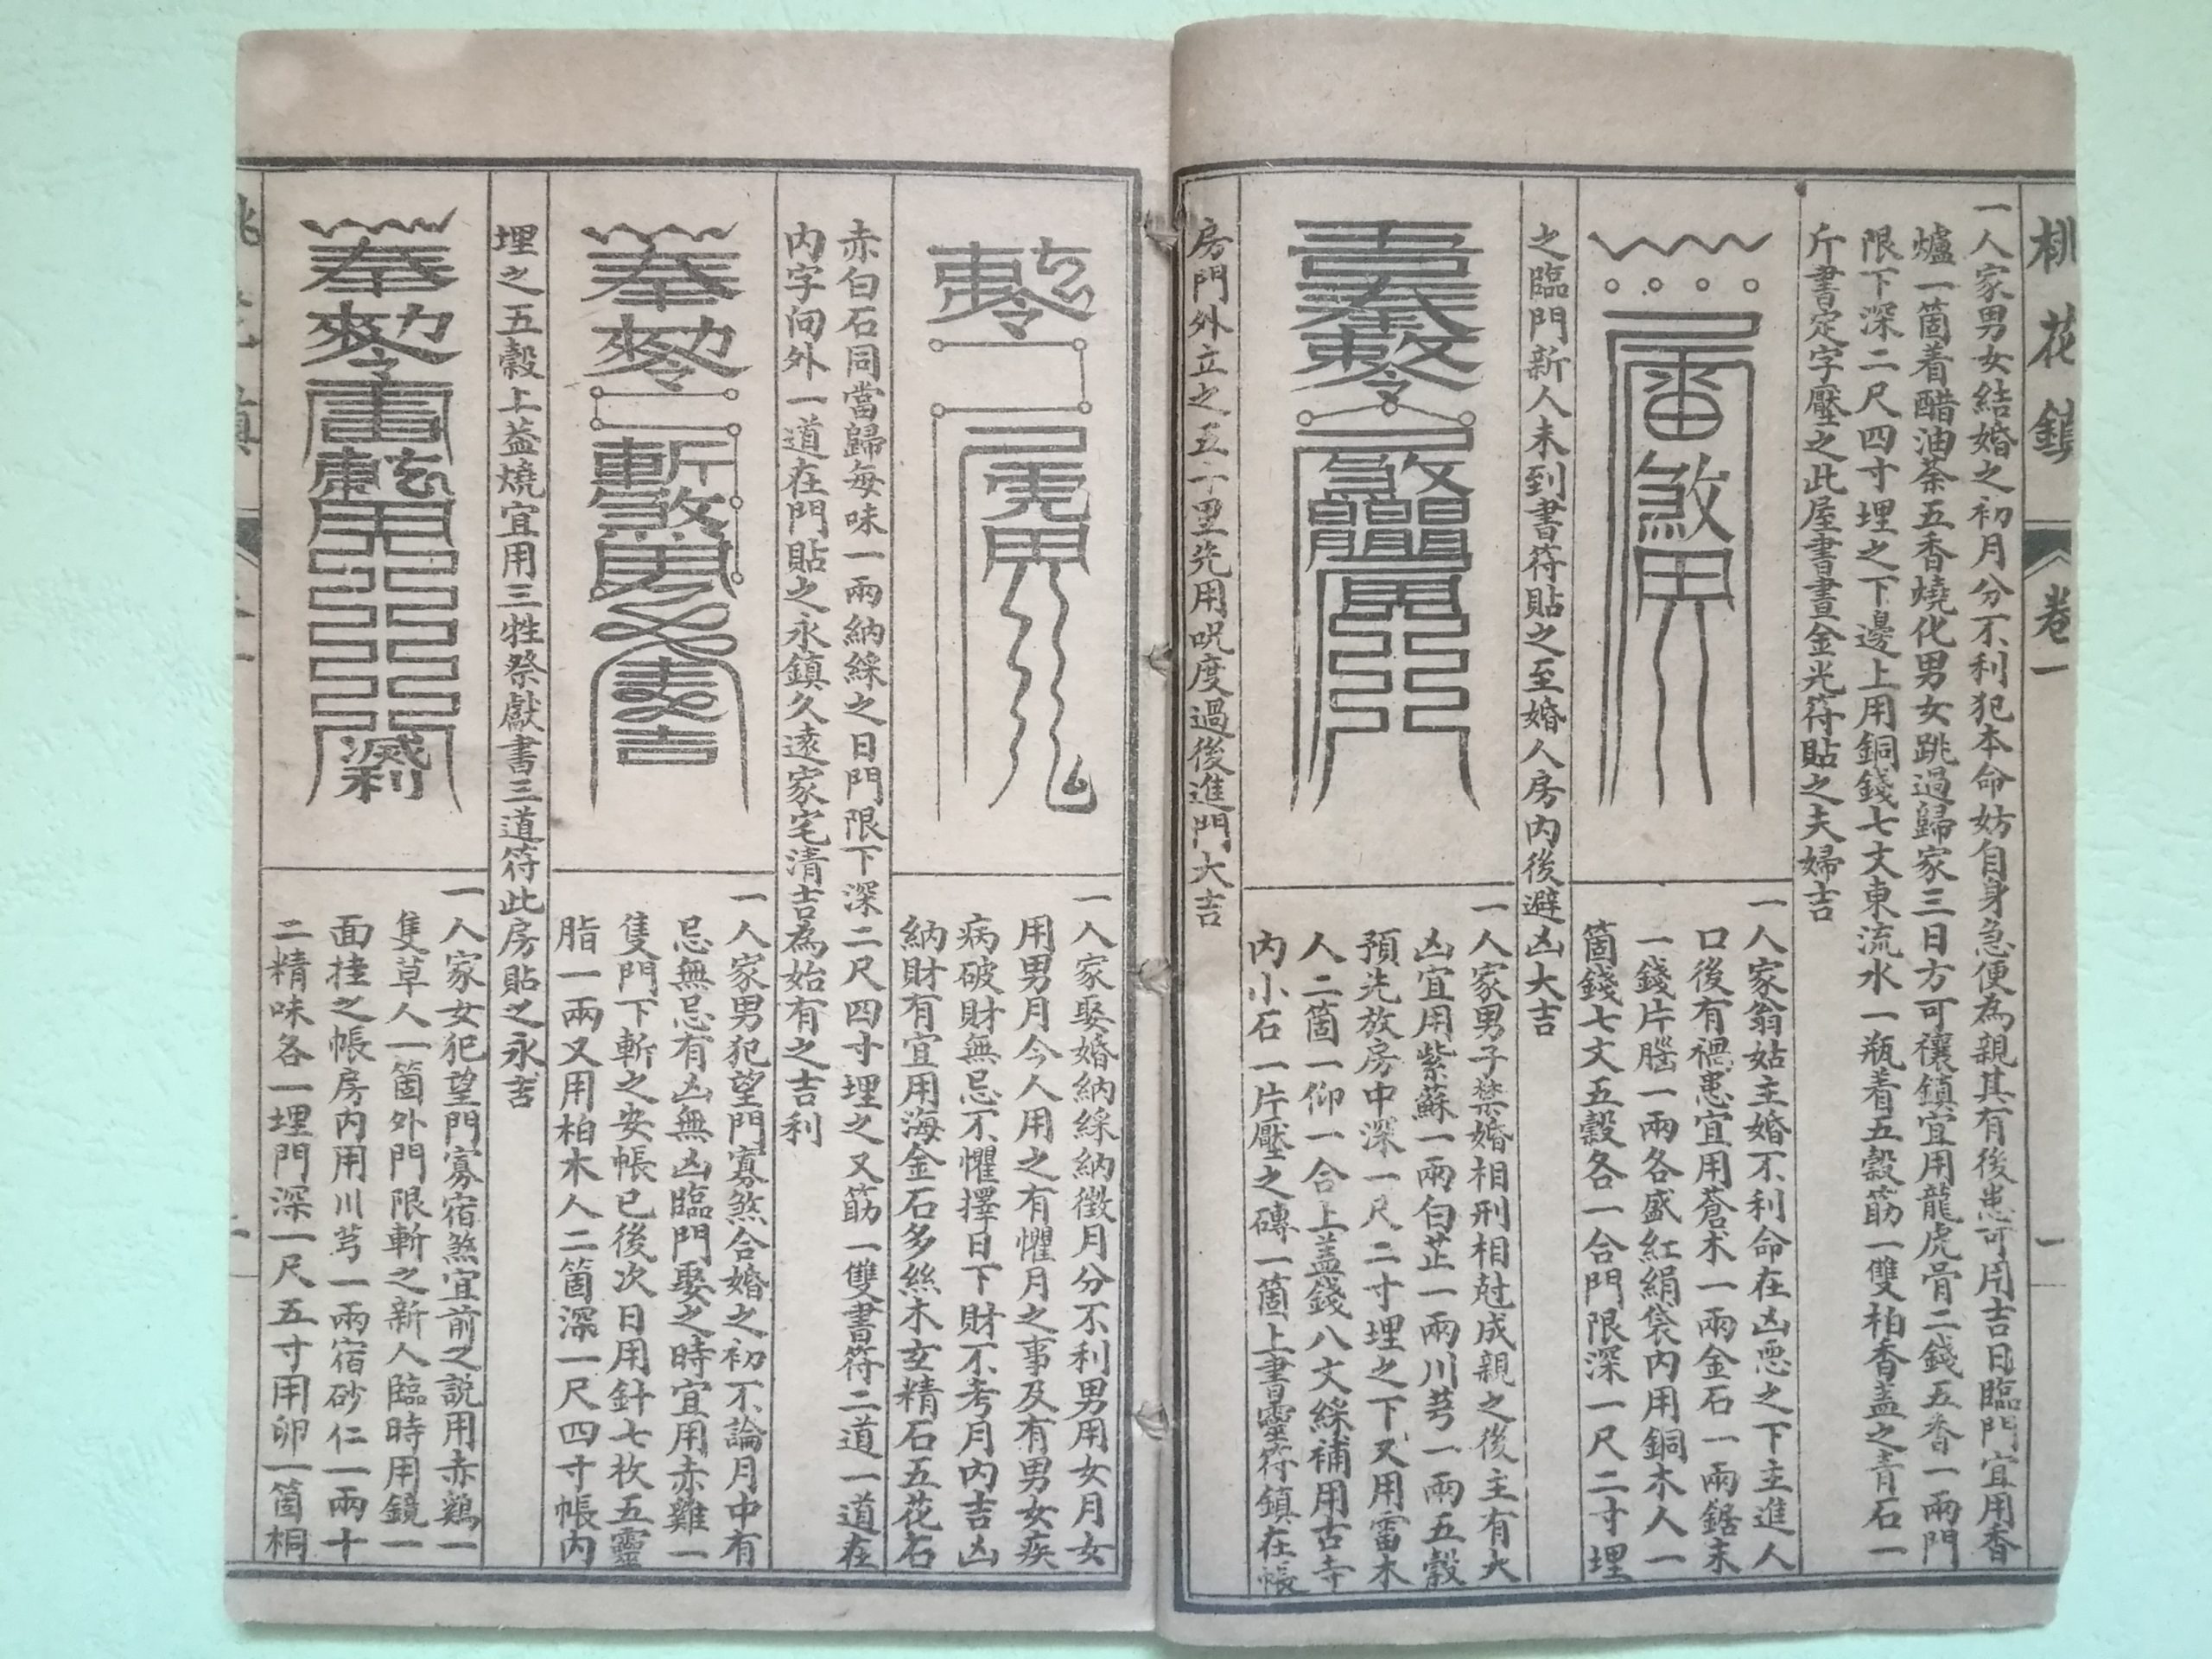 桃花鎮
卷一
一
一人家男女結婚之初月分不利犯本命妨自身急便為親其有後患可用吉日臨門宜用香
爐一箇着醋油茶五香燒化男女跳過歸家三日方可禳鎮宜用龍虎骨二錢五香一兩門
限下深二尺四寸埋之下邊上用銅錢七文東流水一瓶着五穀筯一雙柏香盖之青石一
斤書定字壓之此屋書晝金光符貼之夫婦吉
一人家翁姑主婚不利命在凶惡之下主進人
口後有禍患宜用蒼术一兩金石一兩鋸末
一錢片腦一兩各盛紅絹袋內用銅木人一
箇錢七文五穀各一合門限深一尺二寸埋
之臨門新人未到書符貼之至婚人房內後避凶大吉
一人家男子禁婚相刑相尅成親之後主有大
凶宜用紫蘇一兩白芷一兩川芎一兩五穀
預先放房中深一尺二寸埋之下又用雷木
人二箇一仰一合上盖錢八文綵補用古寺
內小石一片壓之磚一箇上書靈符鎮在帳
房門外立之五十里先用呪度過後進門大吉
一人家娶婚納綵納徵月分不利男用女月女
用男月今人用之有懼月之事及有男女疾
病破財無忌不懼擇日下財不考月內吉凶
納財有宜用海金石多絲木玄精石五花石
赤白石同當歸每味一兩納綵之日門限下深二尺四寸埋之又筯一雙書符二道一道在
內字向外一道在門貼之永鎮久遠家宅清吉為始有之吉利
一人家男犯望門寡煞合婚之初不論月中有
忌無忌有凶無凶臨門娶之時宜用赤雞一
隻門下斬之安帳已後次日用針七枚五靈
脂一兩又用柏木人二箇深一尺四寸帳內
埋之五穀上盖燒宜用三牲祭獻書三道符此房貼之永吉
一人家女犯望門寡宿煞宜前之說用赤鷄一
隻草人一箇外門限斬之新人臨時用鏡一
面挂之帳房內用川芎一兩宿砂仁一兩十
二精味各一埋門深一尺五寸用卵一箇桐